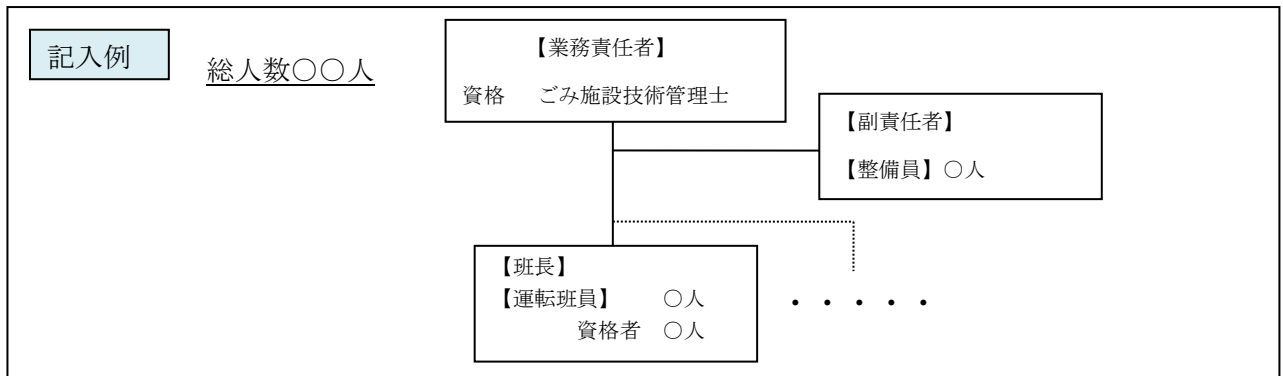 記入例
総人数○○人
【業務責任者】
資格　ごみ施設技術管理士
【副責任者】
【整備員】○人
【班長】
【運転班員】　○人
資格者　○人
・・・・・